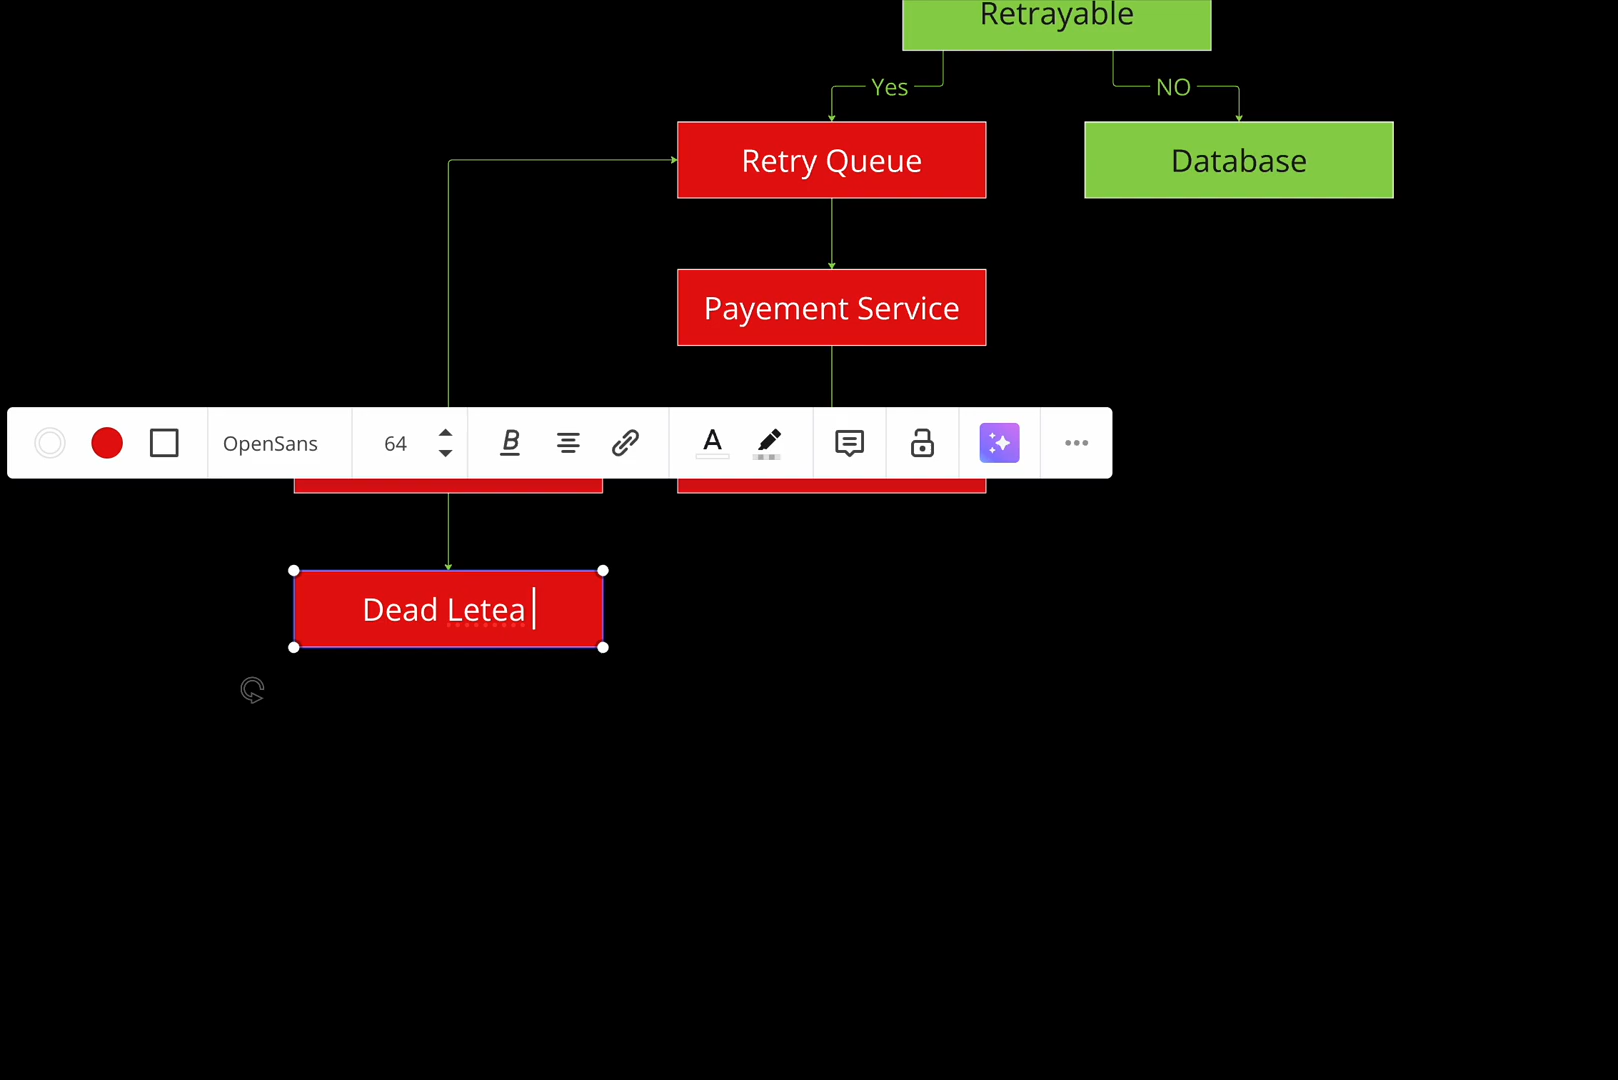 Retrayable
Yes
NO
Retry Queue
Database
Payement Service
OpenSans
64
B
A
Dead Letea